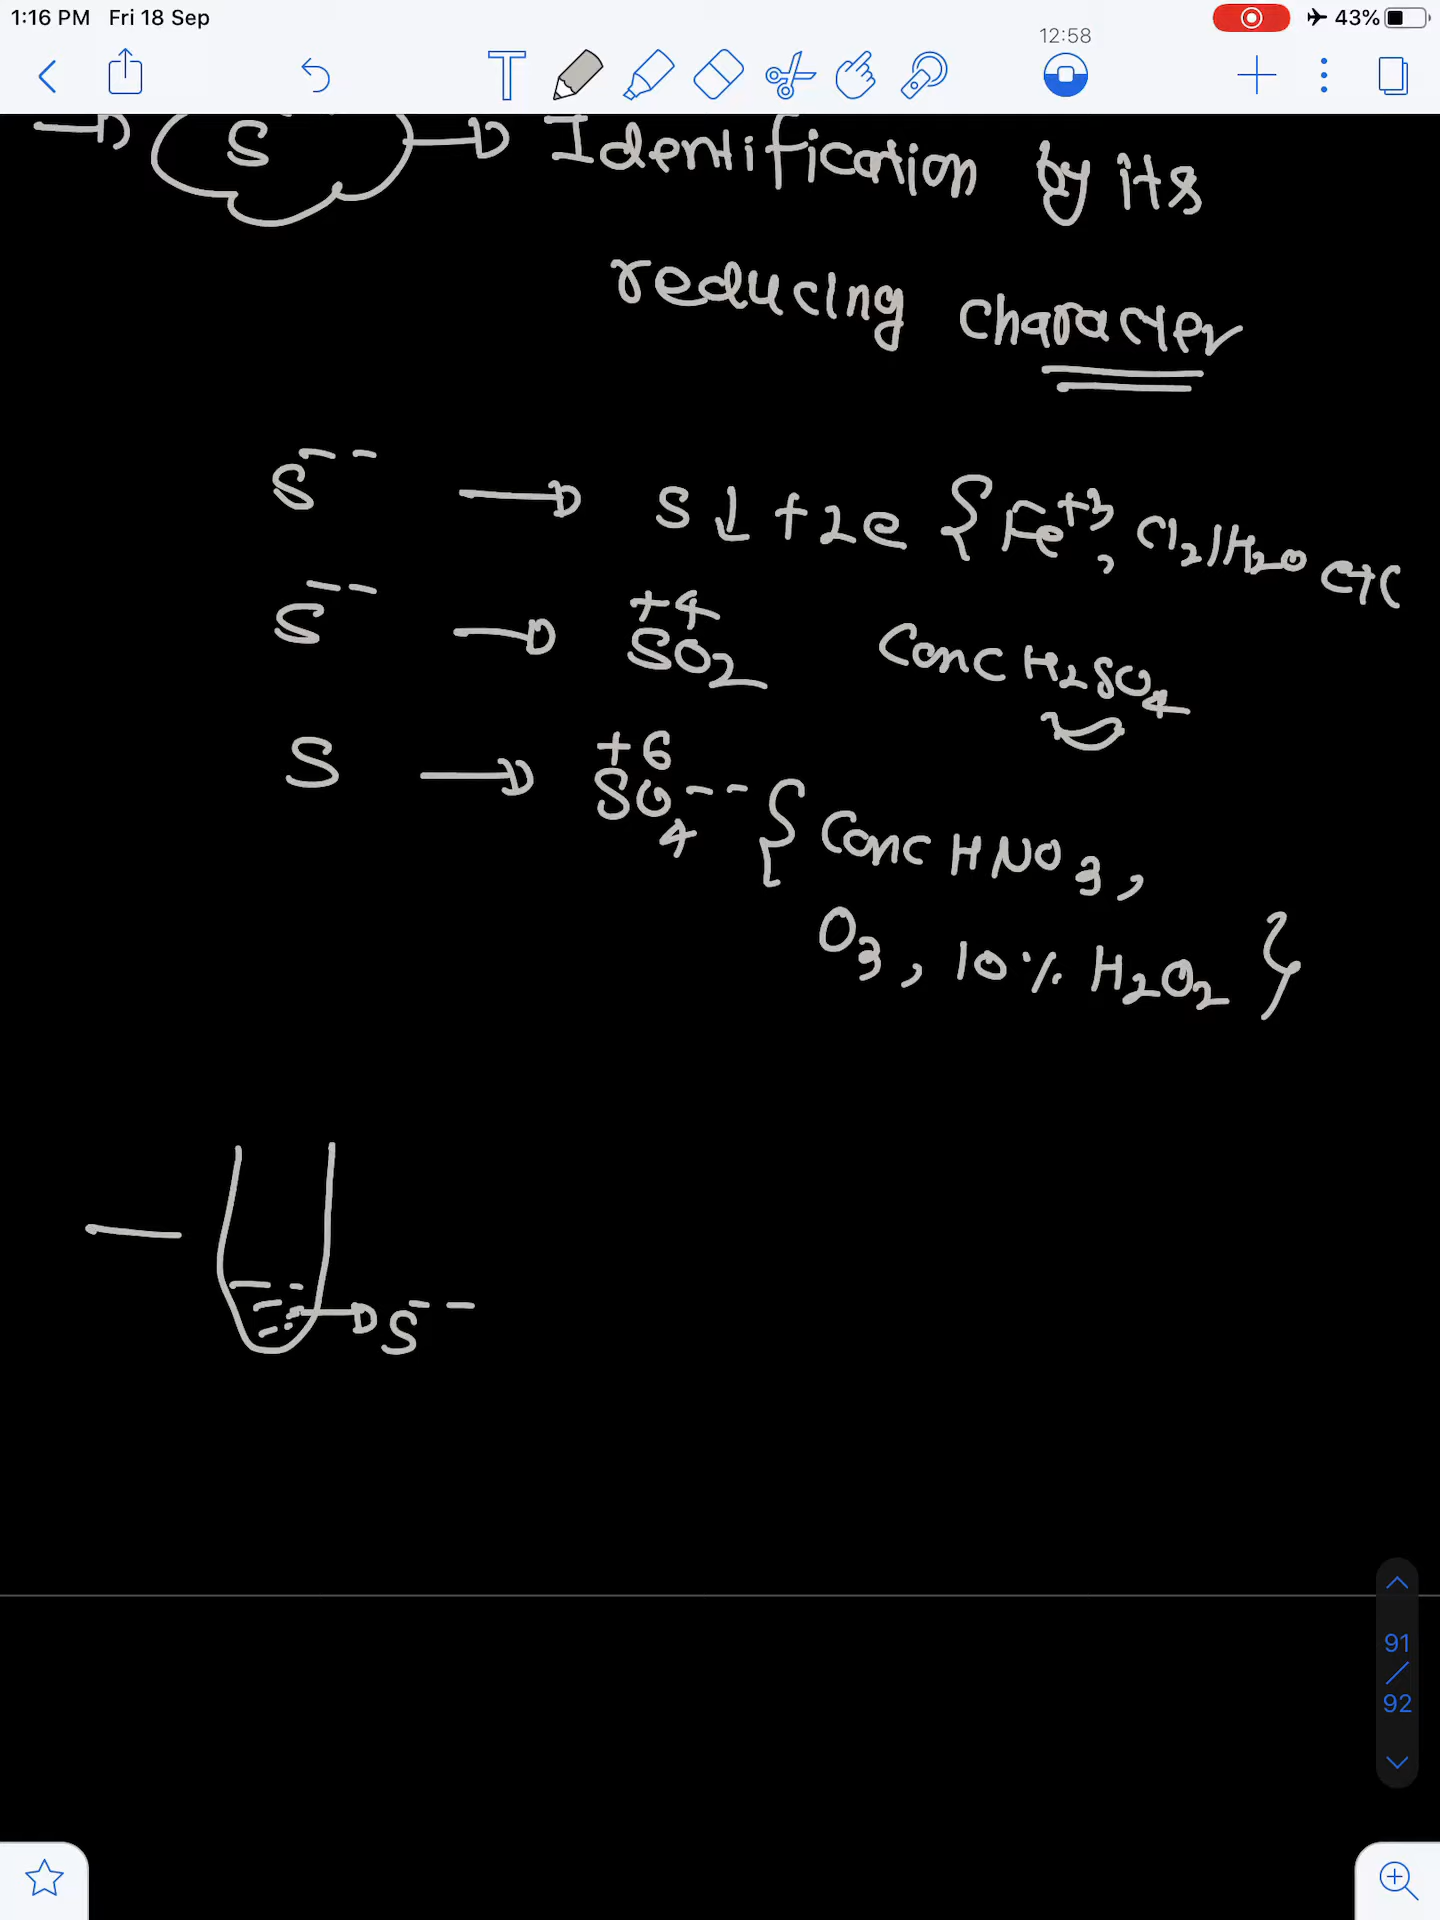 1:16 PM Fri 18 Sep 43%
12:58
T
S Identification by its
reducing character
S-- → S↓ + 2e { Fe+3, Cl2/H2O etc
S-- → +4 SO2 Conc H2SO4
S → +6 SO4-- { Conc HNO3,
O3, 10% H2O2 }
→ S--
91
/
92